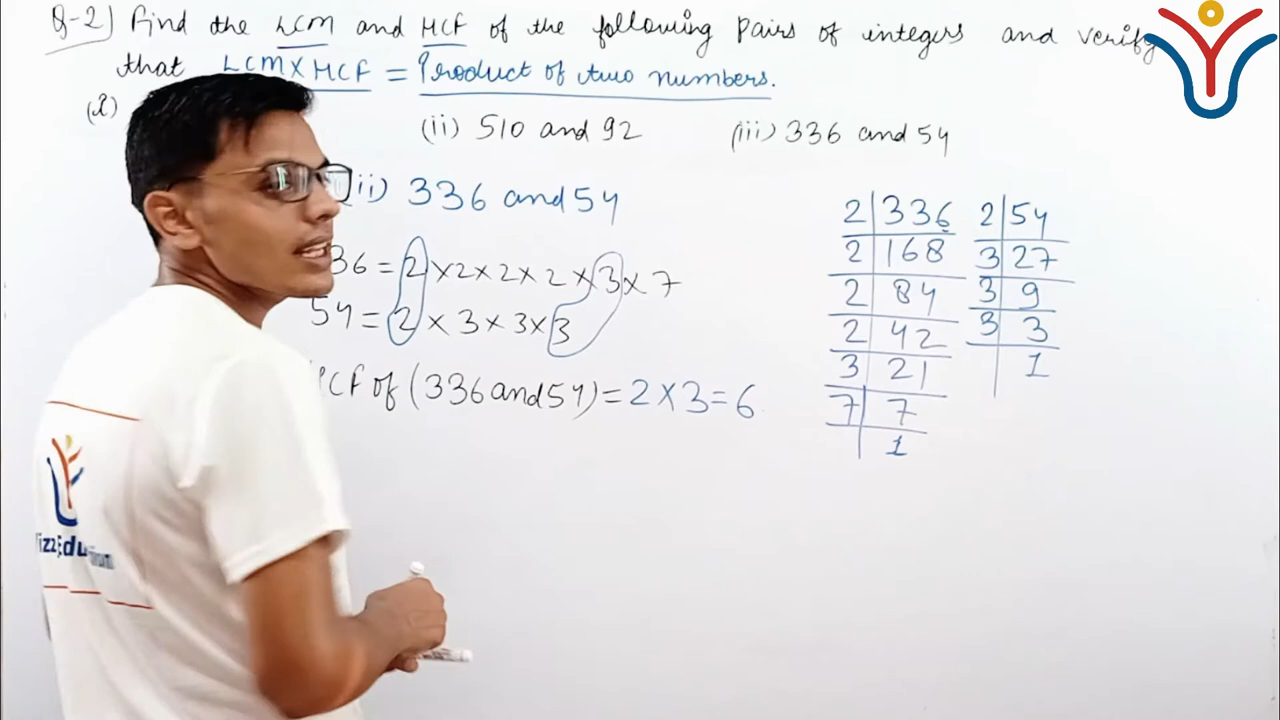 Q-2) Find the LCM and HCF of the following pairs of integers and verify
that LCM X HCF = Product of two numbers.
(i)
(ii) 510 and 92 (iii) 336 and 54
ii) 336 and 54
36 = 2 × 2 × 2 × 2 × 3 × 7
54 = 2 × 3 × 3 × 3
HCF of (336 and 54) = 2 × 3 = 6
2 336
2 168
2 84
2 42
3 21
7 7
1
2 54
3 27
3 9
3 3
1